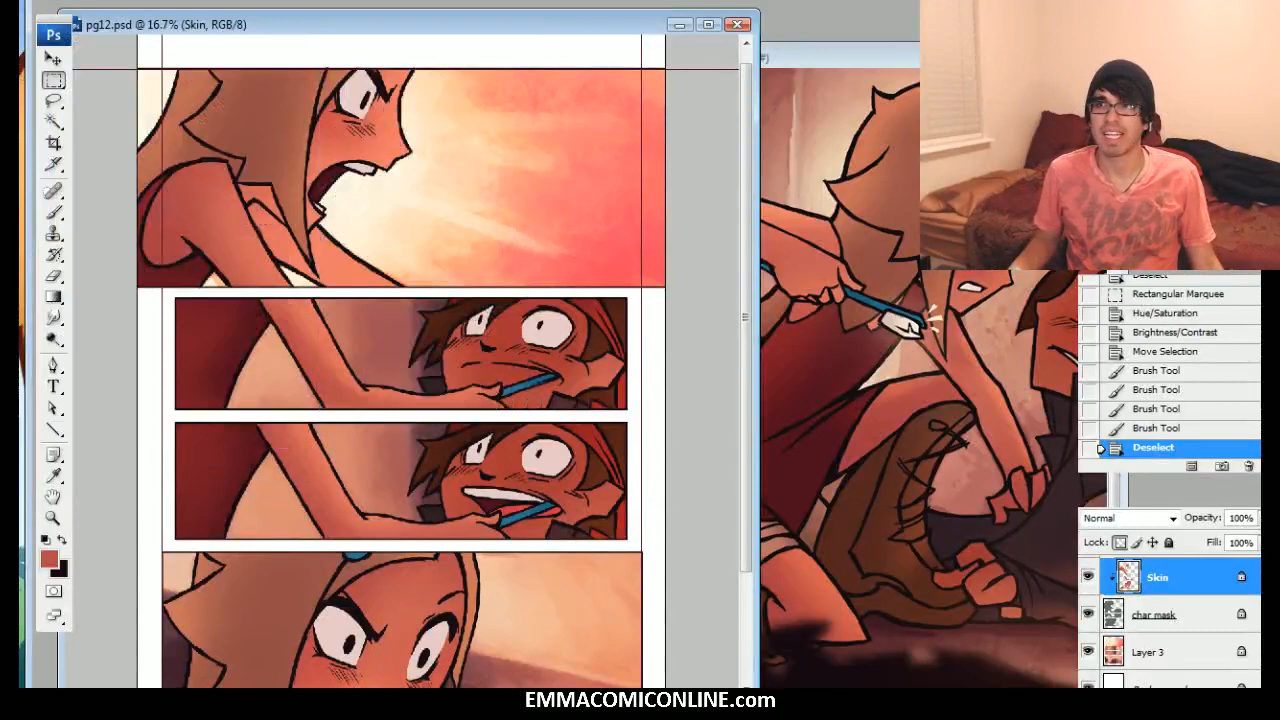 Ps
pg12.psd @ 16.7% (Skin, RGB/8)
Deselect
Rectangular Marquee
Hue/Saturation
Brightness/Contrast
Move Selection
Brush Tool
Brush Tool
Brush Tool
Brush Tool
Deselect
Normal
Opacity: 100%
Lock:
Fill: 100%
Skin
char mask
Layer 3
T
EMMACOMICONLINE.com